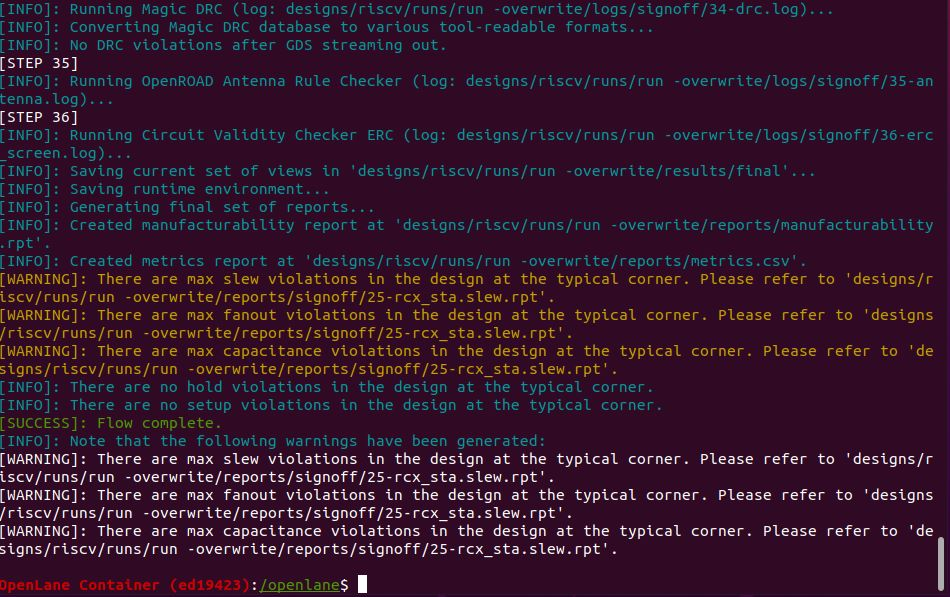 [INFO]: Running Magic DRC (log: designs/riscv/runs/run -overwrite/logs/signoff/34-drc.log)...
[INFO]: Converting Magic DRC database to various tool-readable formats...
[INFO]: No DRC violations after GDS streaming out.
[STEP 35]
[INFO]: Running OpenROAD Antenna Rule Checker (log: designs/riscv/runs/run -overwrite/logs/signoff/35-an
tenna.log)...
[STEP 36]
[INFO]: Running Circuit Validity Checker ERC (log: designs/riscv/runs/run -overwrite/logs/signoff/36-erc
_screen.log)...
[INFO]: Saving current set of views in 'designs/riscv/runs/run -overwrite/results/final'...
[INFO]: Saving runtime environment...
[INFO]: Generating final set of reports...
[INFO]: Created manufacturability report at 'designs/riscv/runs/run -overwrite/reports/manufacturability
.rpt'.
[INFO]: Created metrics report at 'designs/riscv/runs/run -overwrite/reports/metrics.csv'.
[WARNING]: There are max slew violations in the design at the typical corner. Please refer to 'designs/r
iscv/runs/run -overwrite/reports/signoff/25-rcx_sta.slew.rpt'.
[WARNING]: There are max fanout violations in the design at the typical corner. Please refer to 'designs
/riscv/runs/run -overwrite/reports/signoff/25-rcx_sta.slew.rpt'.
[WARNING]: There are max capacitance violations in the design at the typical corner. Please refer to 'de
signs/riscv/runs/run -overwrite/reports/signoff/25-rcx_sta.slew.rpt'.
[INFO]: There are no hold violations in the design at the typical corner.
[INFO]: There are no setup violations in the design at the typical corner.
[SUCCESS]: Flow complete.
[INFO]: Note that the following warnings have been generated:
[WARNING]: There are max slew violations in the design at the typical corner. Please refer to 'designs/r
iscv/runs/run -overwrite/reports/signoff/25-rcx_sta.slew.rpt'.
[WARNING]: There are max fanout violations in the design at the typical corner. Please refer to 'designs
/riscv/runs/run -overwrite/reports/signoff/25-rcx_sta.slew.rpt'.
[WARNING]: There are max capacitance violations in the design at the typical corner. Please refer to 'de
signs/riscv/runs/run -overwrite/reports/signoff/25-rcx_sta.slew.rpt'.
OpenLane Container (ed19423):/openlane$